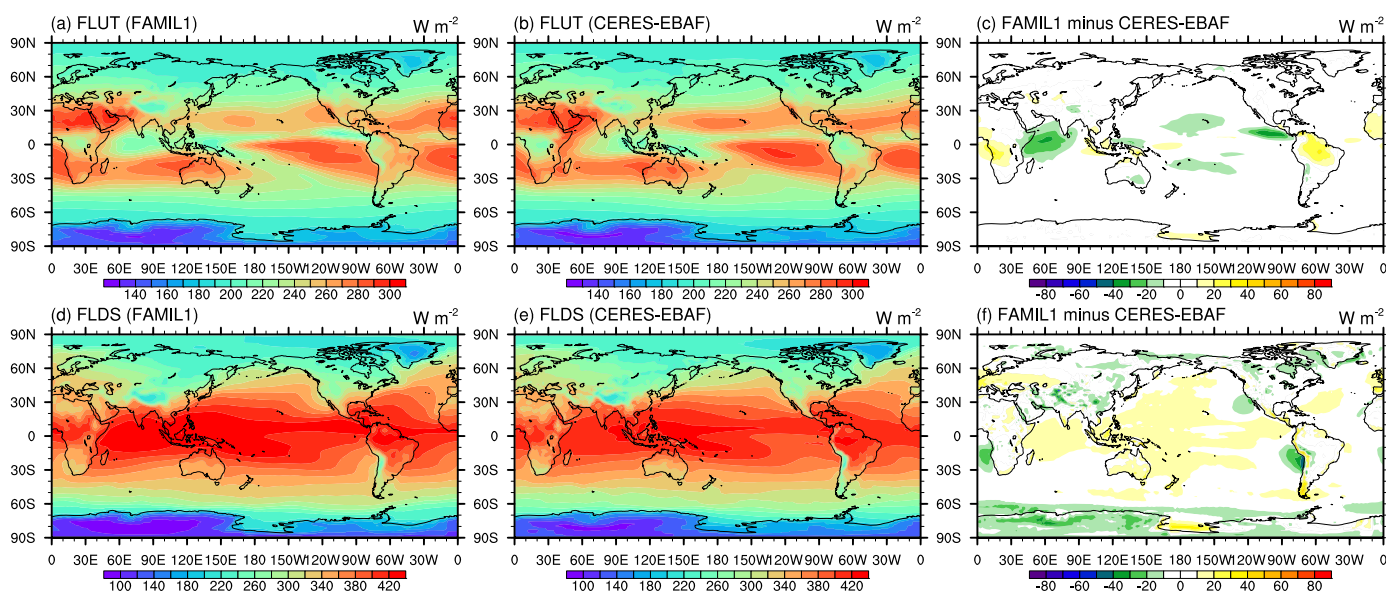 (a) FLUT (FAMIL1) W m-2 (b) FLUT (CERES-EBAF) W m-2 (c) FAMIL1 minus CERES-EBAF W m-2
90N 90N 90N
60N 60N 60N
30N 30N 30N
0 0 0
30S 30S 30S
60S 60S 60S
90S 90S 90S
0 30E 60E 90E 120E 150E 180 150W 120W 90W 60W 30W 0 0 30E 60E 90E 120E 150E 180 150W 120W 90W 60W 30W 0 0 30E 60E 90E 120E 150E 180 150W 120W 90W 60W 30W 0
140 160 180 200 220 240 260 280 300 140 160 180 200 220 240 260 280 300 -80 -60 -40 -20 0 20 40 60 80
(d) FLDS (FAMIL1) W m-2 (e) FLDS (CERES-EBAF) W m-2 (f) FAMIL1 minus CERES-EBAF W m-2
90N 90N 90N
60N 60N 60N
30N 30N 30N
0 0 0
30S 30S 30S
60S 60S 60S
90S 90S 90S
0 30E 60E 90E 120E 150E 180 150W 120W 90W 60W 30W 0 0 30E 60E 90E 120E 150E 180 150W 120W 90W 60W 30W 0 0 30E 60E 90E 120E 150E 180 150W 120W 90W 60W 30W 0
100 140 180 220 260 300 340 380 420 100 140 180 220 260 300 340 380 420 -80 -60 -40 -20 0 20 40 60 80